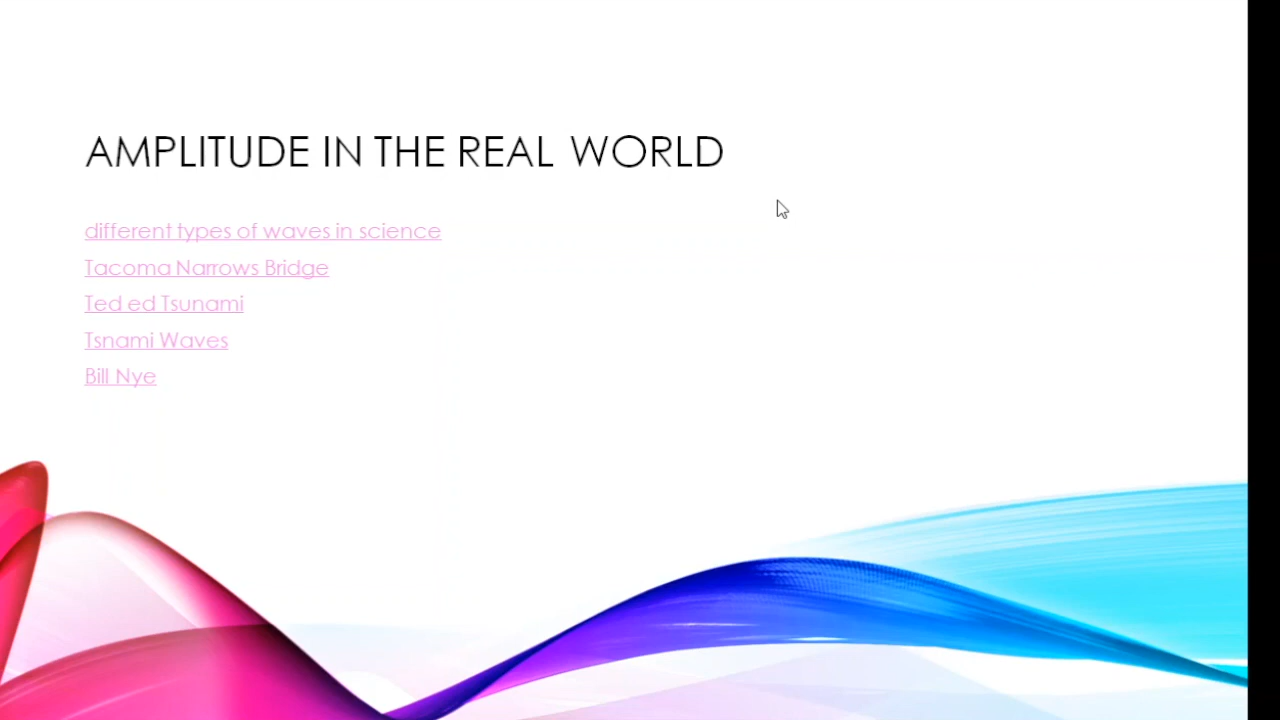 AMPLITUDE IN THE REAL WORLD
different types of waves in science
Tacoma Narrows Bridge
Ted ed Tsunami
Tsnami Waves
Bill Nye